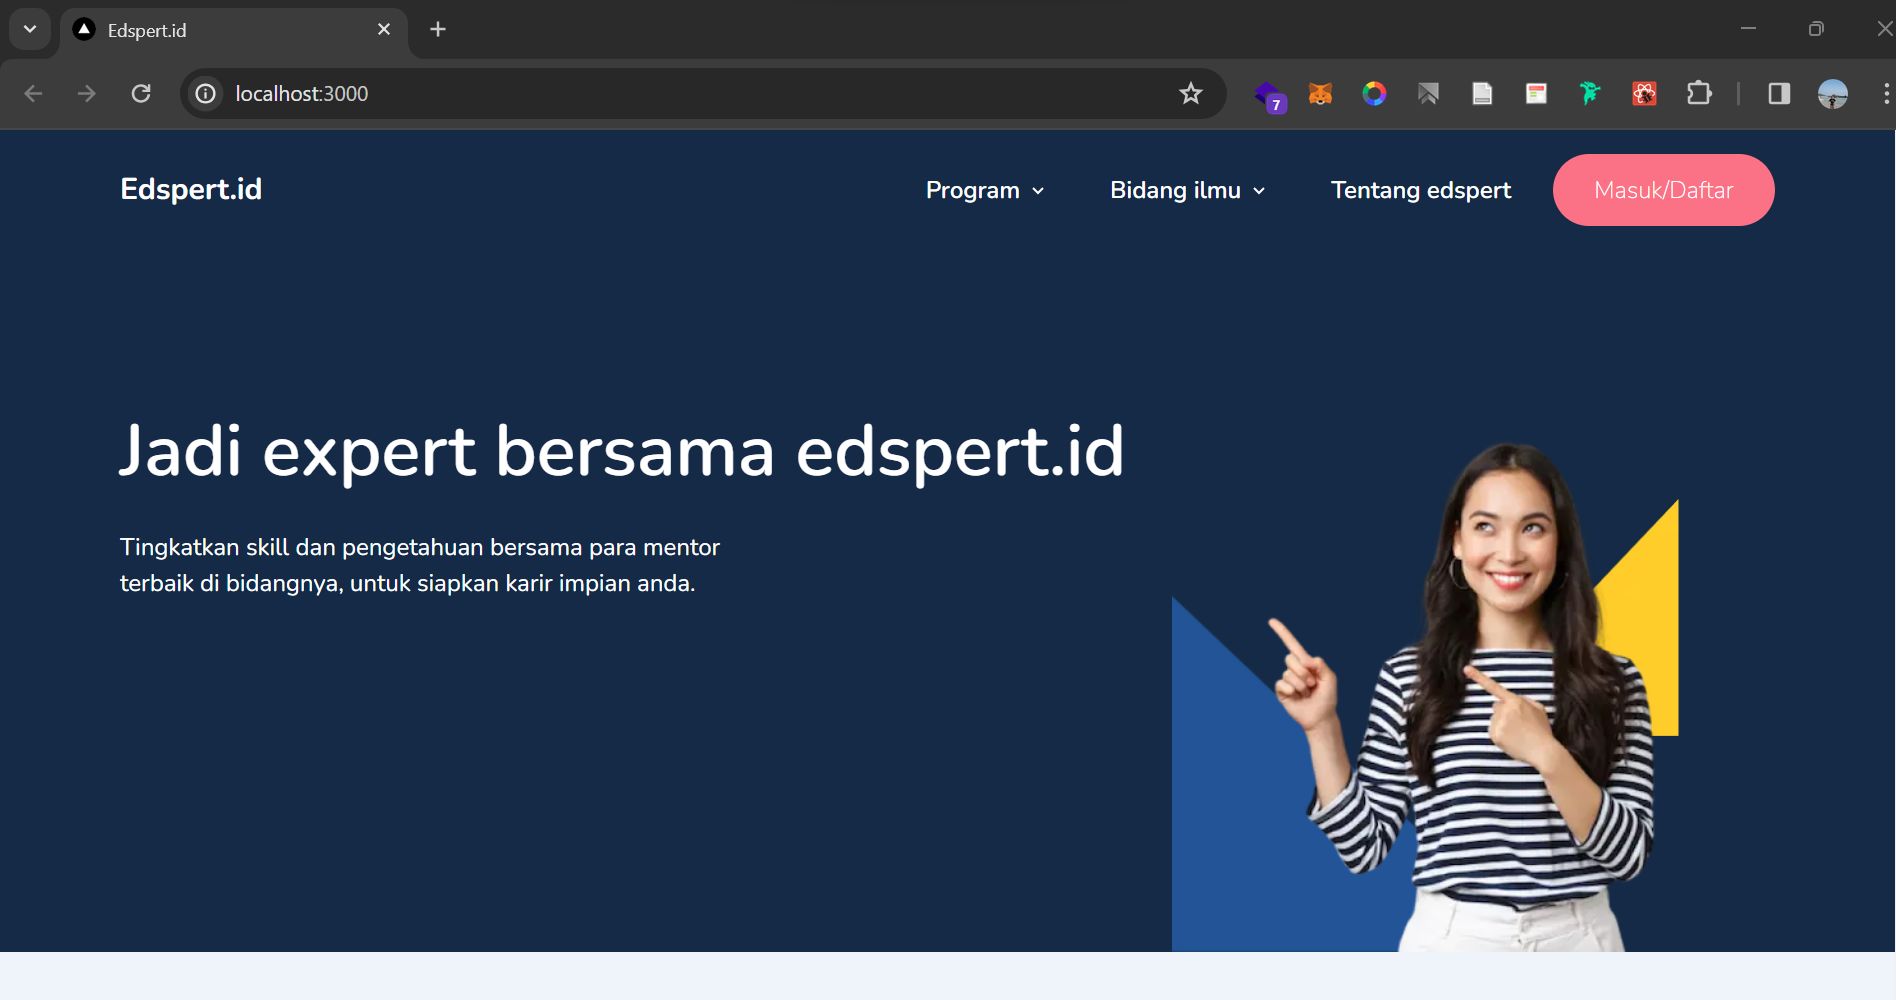 Edspert.id
localhost:3000
7
Edspert.id
Program
Bidang ilmu
Tentang edspert
Masuk/Daftar
Jadi expert bersama edspert.id
Tingkatkan skill dan pengetahuan bersama para mentor
terbaik di bidangnya, untuk siapkan karir impian anda.